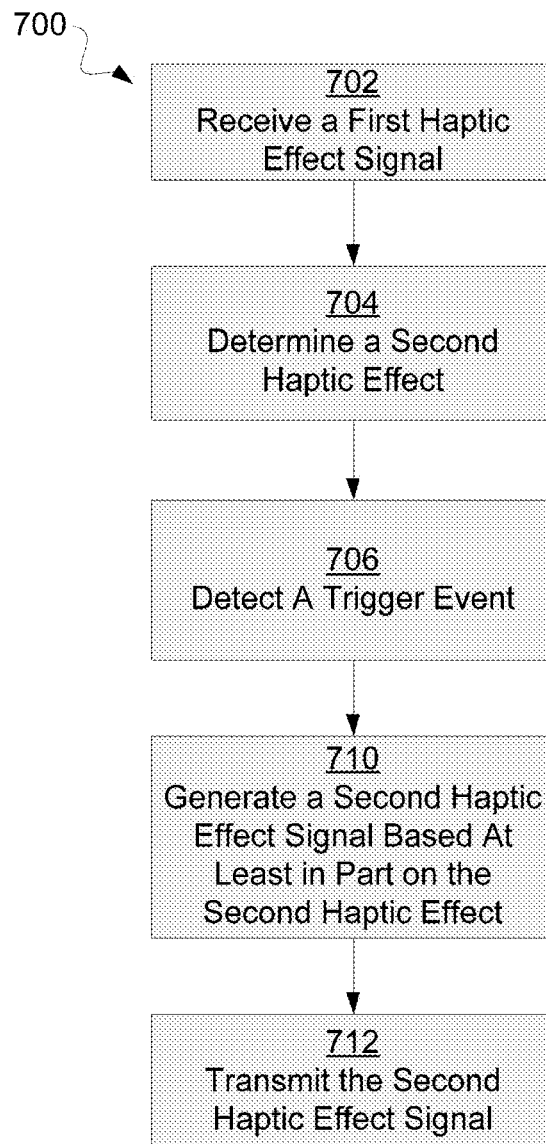 700
702
Receive a First Haptic
Effect Signal
704
Determine a Second
Haptic Effect
706
Detect A Trigger Event
710
Generate a Second Haptic
Effect Signal Based At
Least in Part on the
Second Haptic Effect
712
Transmit the Second
Haptic Effect Signal